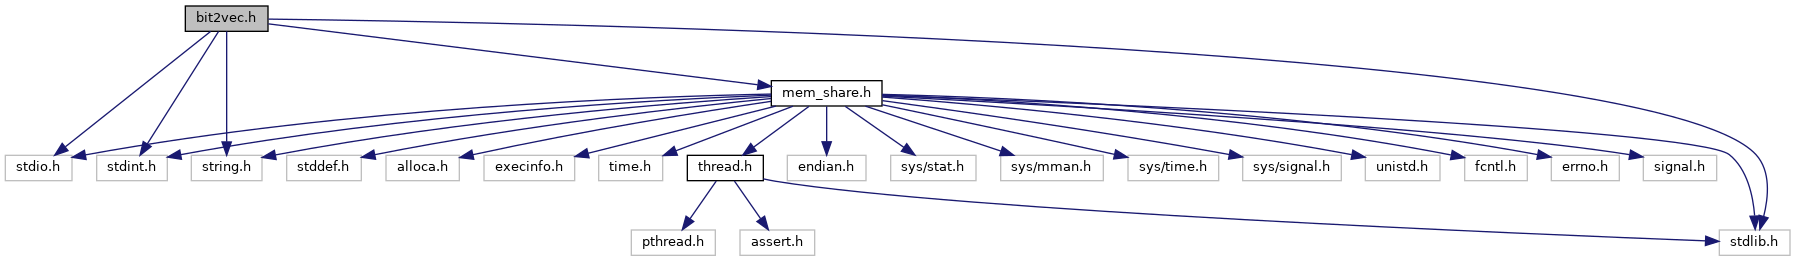 bit2vec.h
mem_share.h
stdio.h
stdint.h
string.h
stddef.h
alloca.h
execinfo.h
time.h
thread.h
endian.h
sys/stat.h
sys/mman.h
sys/time.h
sys/signal.h
unistd.h
fcntl.h
errno.h
signal.h
pthread.h
assert.h
stdlib.h